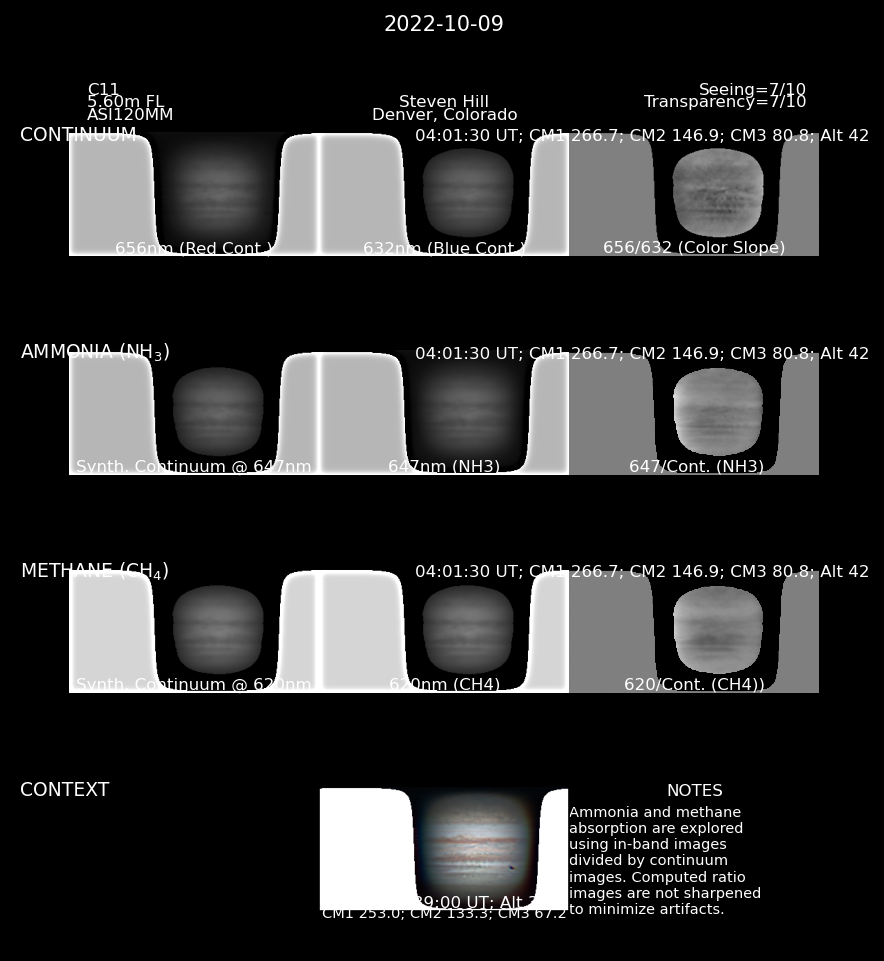 2022-10-09
C11
5.60m FL
ASI120MM
Steven Hill
Denver, Colorado
Seeing=7/10
Transparency=7/10
CONTINUUM
04:01:30 UT; CM1 266.7; CM2 146.9; CM3 80.8; Alt 42
656nm (Red Cont.)
632nm (Blue Cont.)
656/632 (Color Slope)
AMMONIA (NH₃)
04:01:30 UT; CM1 266.7; CM2 146.9; CM3 80.8; Alt 42
Synth. Continuum @ 647nm
647nm (NH3)
647/Cont. (NH3)
METHANE (CH₄)
04:01:30 UT; CM1 266.7; CM2 146.9; CM3 80.8; Alt 42
Synth. Continuum @ 620nm
620nm (CH4)
620/Cont. (CH4))
CONTEXT
UT; Alt
CM1 253.0; CM2 133.3; CM3 67.2
NOTES
Ammonia and methane
absorption are explored
using in-band images
divided by continuum
images. Computed ratio
images are not sharpened
to minimize artifacts.